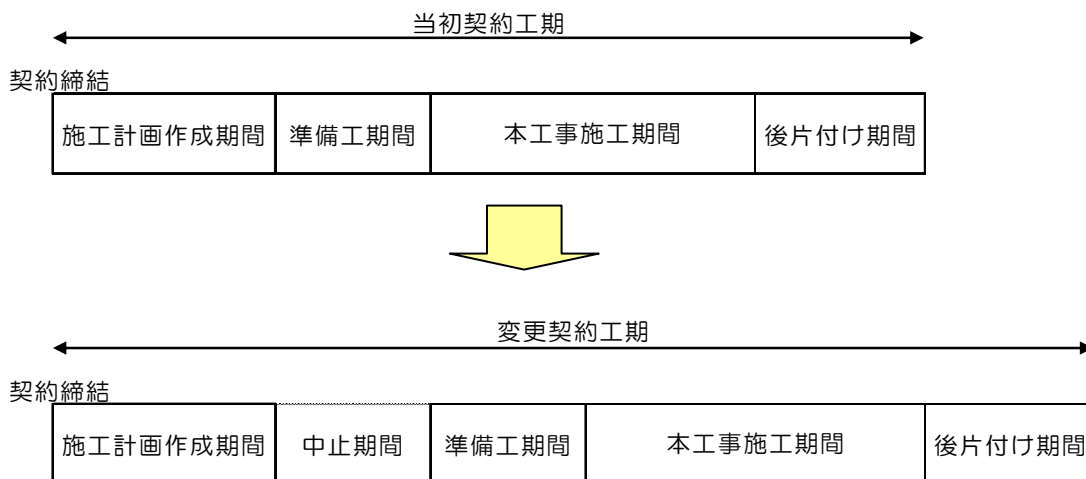 当初契約工期
契約締結
施工計画作成期間 準備工期間 本工事施工期間 後片付け期間
変更契約工期
契約締結
施工計画作成期間 中止期間 準備工期間 本工事施工期間 後片付け期間